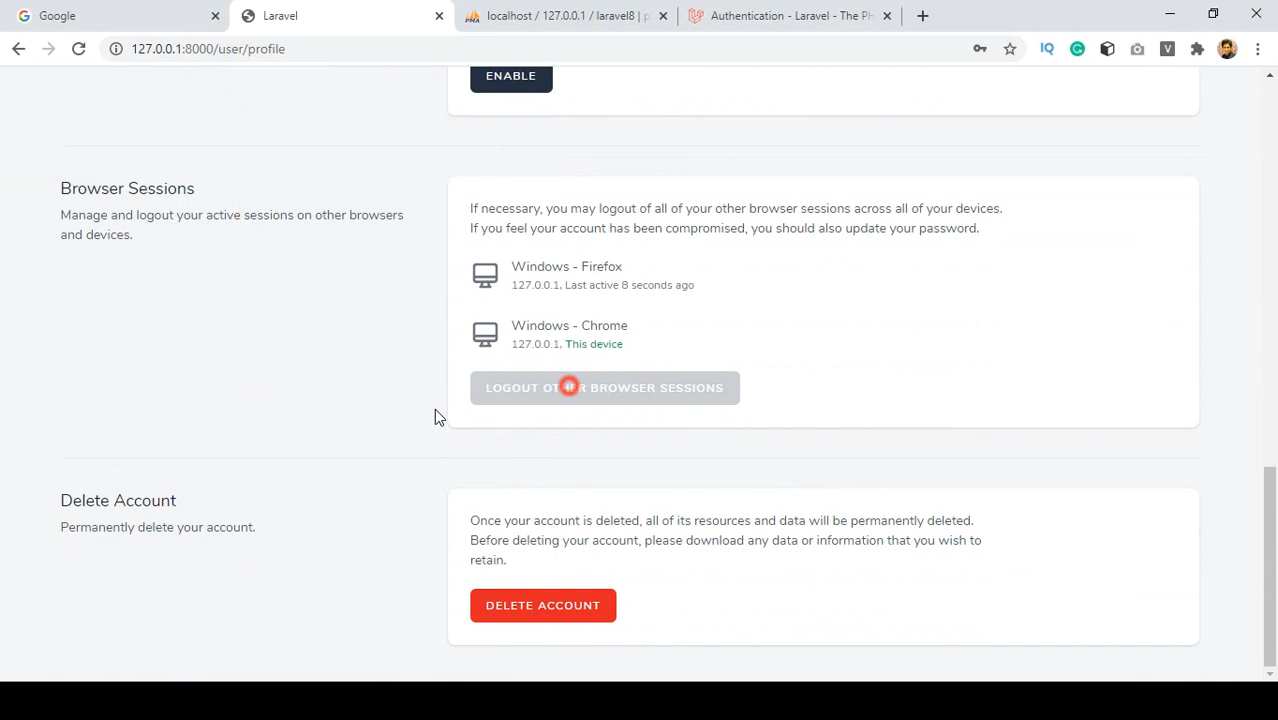 Google
Laravel
localhost / 127.0.0.1 / laravel8 | p
Authentication - Laravel - The PH
127.0.0.1:8000/user/profile
IQ
V
ENABLE
Browser Sessions
Manage and logout your active sessions on other browsers
and devices.
If necessary, you may logout of all of your other browser sessions across all of your devices.
If you feel your account has been compromised, you should also update your password.
Windows - Firefox
127.0.0.1, Last active 8 seconds ago
Windows - Chrome
127.0.0.1, This device
LOGOUT OTHER BROWSER SESSIONS
Delete Account
Permanently delete your account.
Once your account is deleted, all of its resources and data will be permanently deleted.
Before deleting your account, please download any data or information that you wish to
retain.
DELETE ACCOUNT